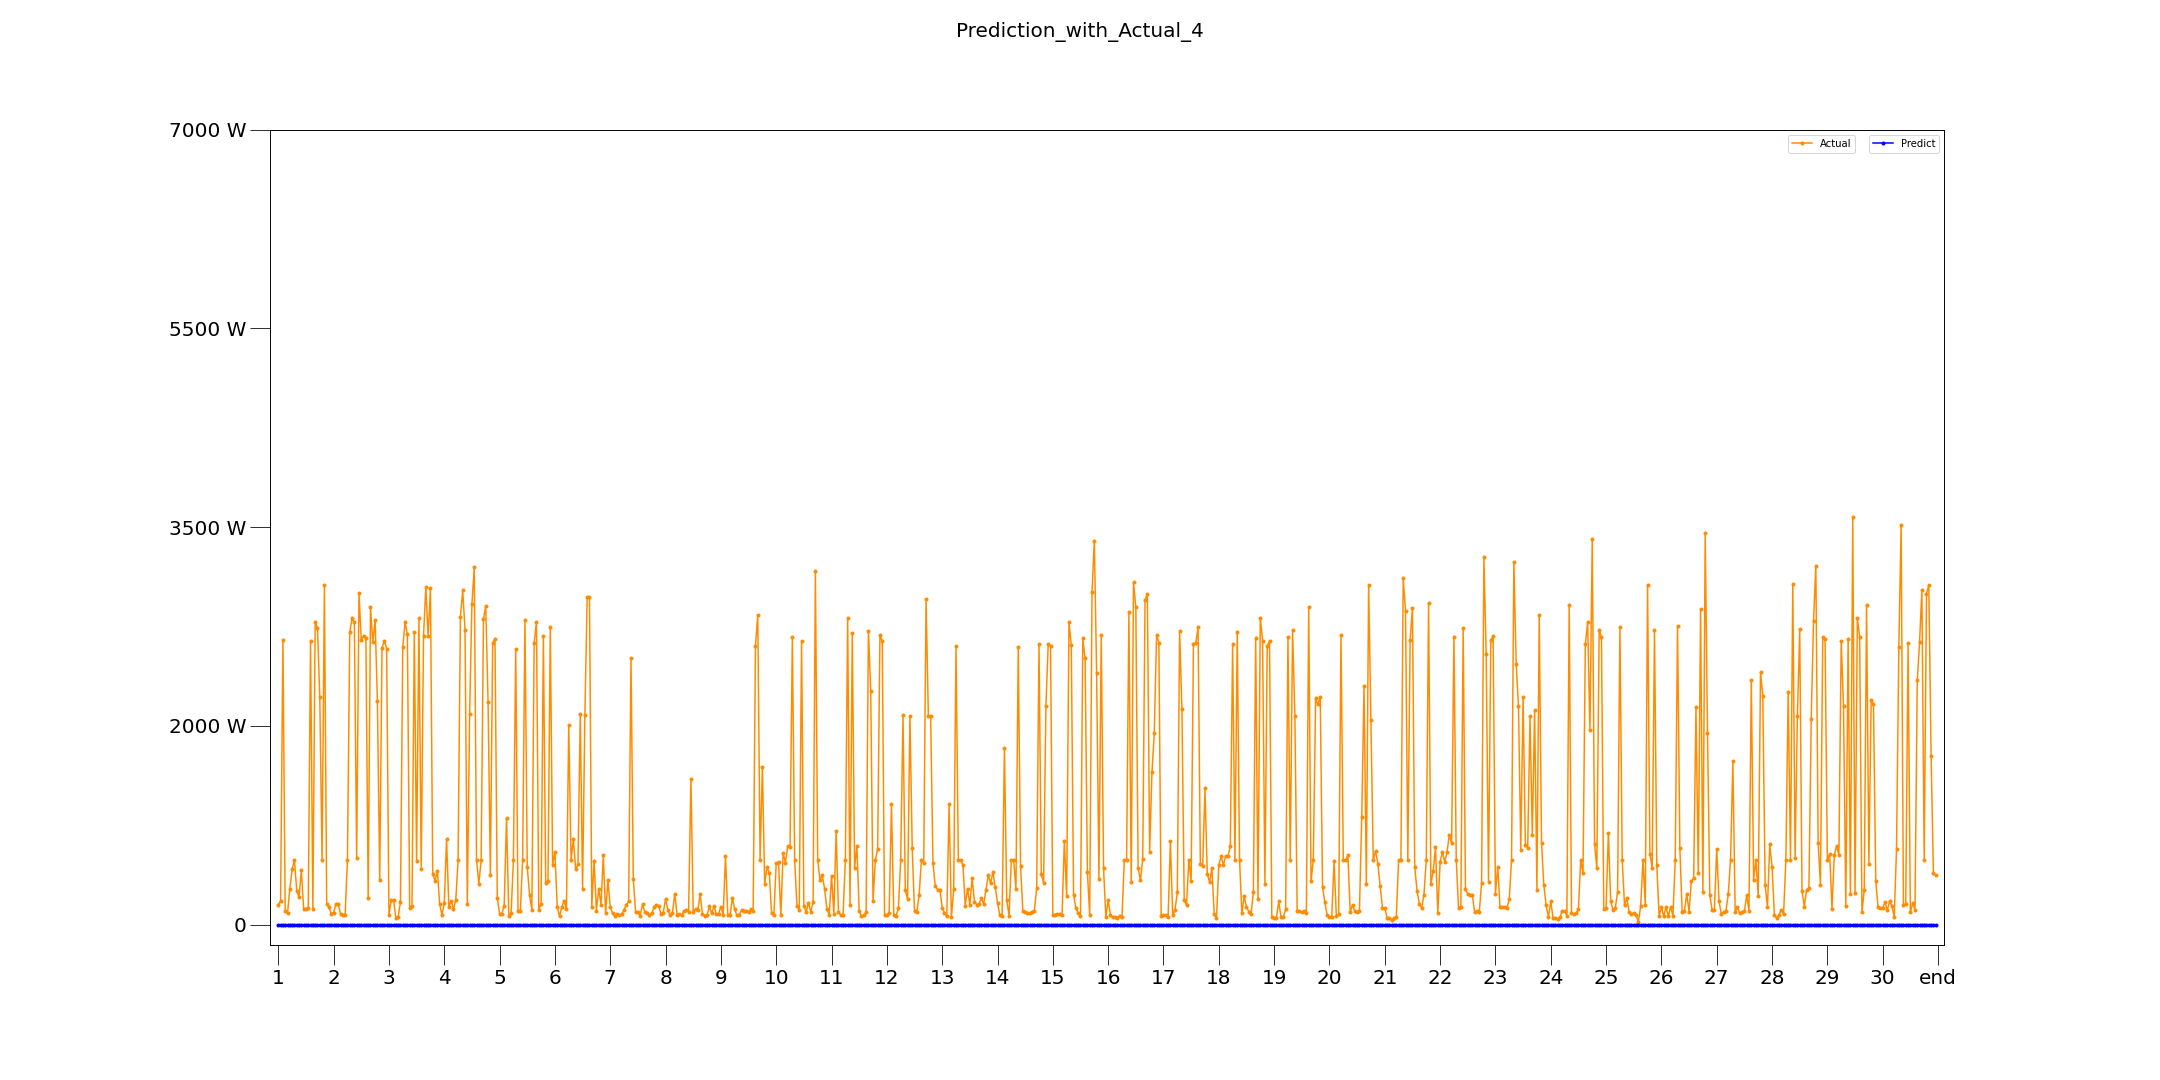 Prediction_with_Actual_4
Actual Predict
7000 W
5500 W
3500 W
2000 W
0
1 2 3 4 5 6 7 8 9 10 11 12 13 14 15 16 17 18 19 20 21 22 23 24 25 26 27 28 29 30 end